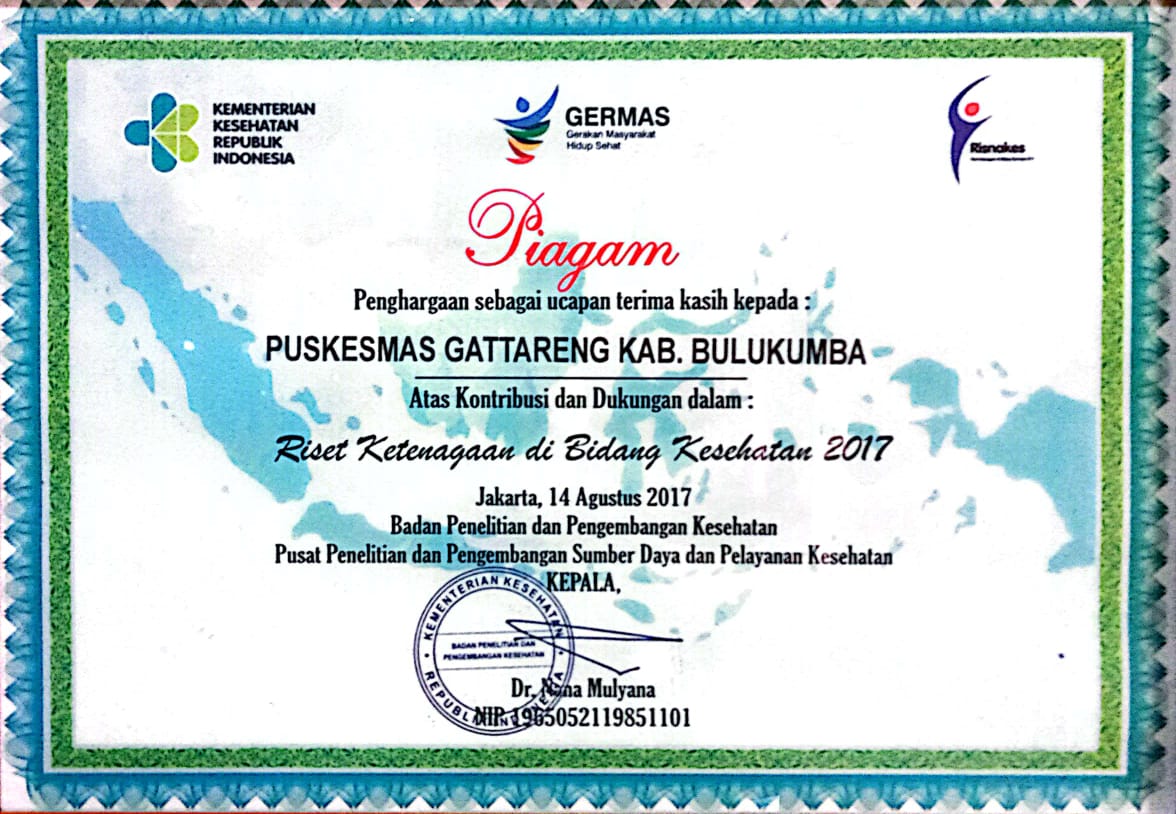 KEMENTERIAN
KESEHATAN
REPUBLIK
INDONESIA
GERMAS
Gerakan Masyarakat
Hidup Sehat
Risnakes
Piagam
Penghargaan sebagai ucapan terima kasih kepada :
PUSKESMAS GATTARENG KAB. BULUKUMBA
Atas Kontribusi dan Dukungan dalam :
Riset Ketenagaan di Bidang Kesehatan 2017
Jakarta, 14 Agustus 2017
Badan Penelitian dan Pengembangan Kesehatan
Pusat Penelitian dan Pengembangan Sumber Daya dan Pelayanan Kesehatan
KEPALA,
KEMENTERIAN KESEHATAN
BADAN PENELITIAN DAN
PENGEMBANGAN KESEHATAN
REPUBLIK INDONESIA
Dr. Nana Mulyana
NIP. 1965052119851101